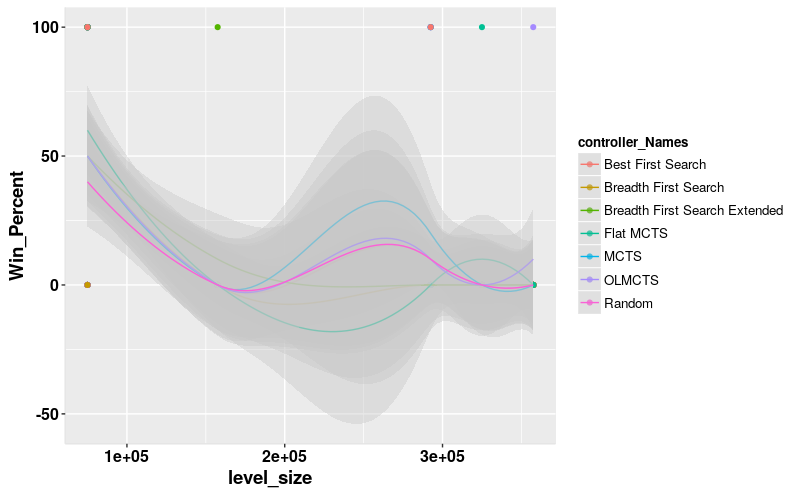 100
50
0
-50
Win_Percent
1e+05
2e+05
3e+05
level_size
controller_Names
Best First Search
Breadth First Search
Breadth First Search Extended
Flat MCTS
MCTS
OLMCTS
Random